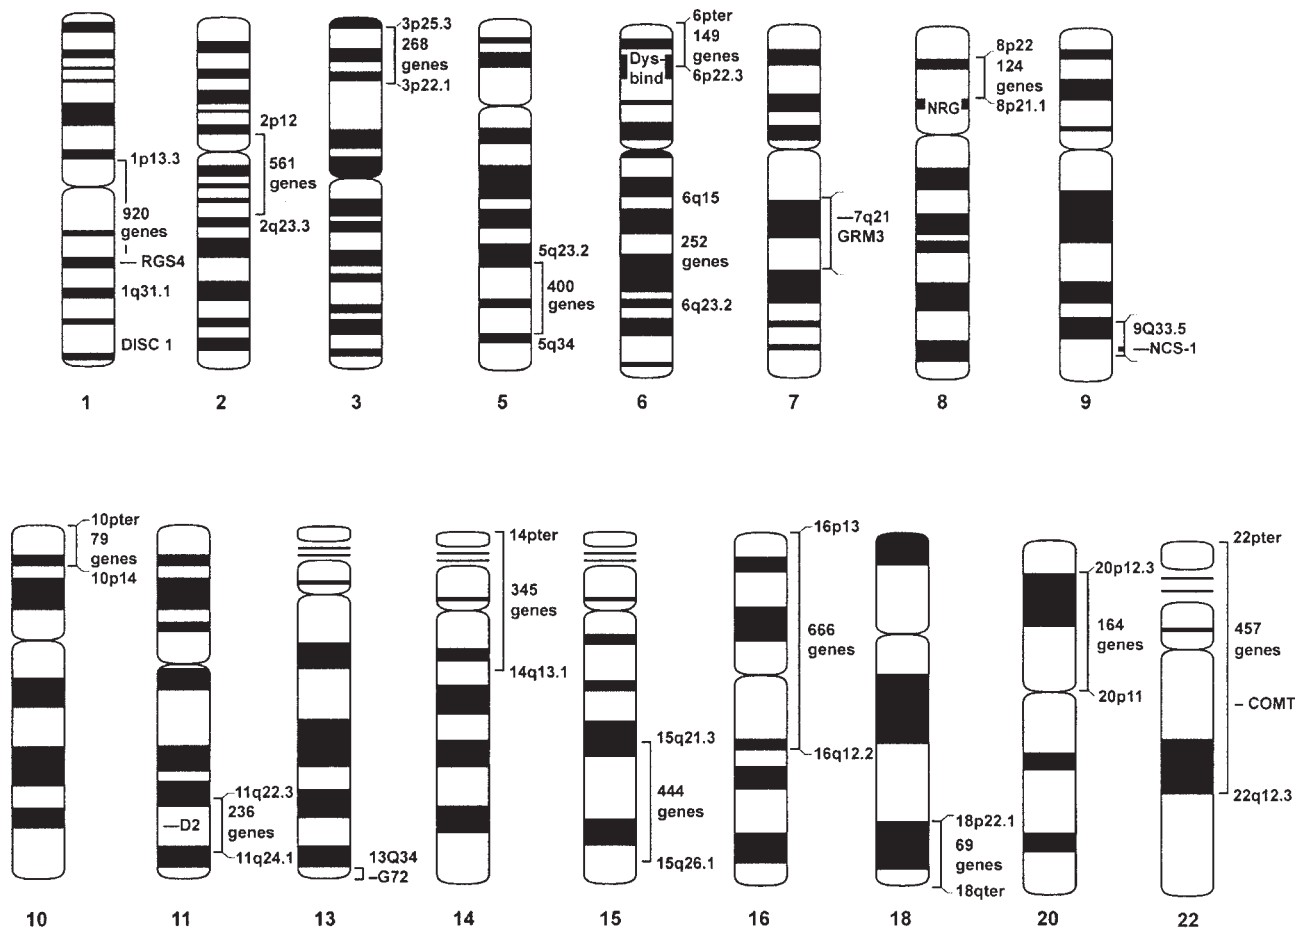 1p13.3
920
genes
RGS4
1q31.1
DISC 1
1
2p12
561
genes
2q23.3
2
3p25.3
268
genes
3p22.1
3
5q23.2
400
genes
5q34
5
6pter
149
genes
6p22.3
Dys-
bind
6q15
252
genes
6q23.2
6
7q21
GRM3
7
8p22
124
genes
8p21.1
NRG
8
9Q33.5
NCS-1
9
10pter
79
genes
10p14
10
11q22.3
236
genes
11q24.1
D2
11
13Q34
G72
13
14pter
345
genes
14q13.1
14
15q21.3
444
genes
15q26.1
15
16p13
666
genes
16q12.2
16
18p22.1
69
genes
18qter
18
20p12.3
164
genes
20p11
20
22pter
457
genes
COMT
22q12.3
22